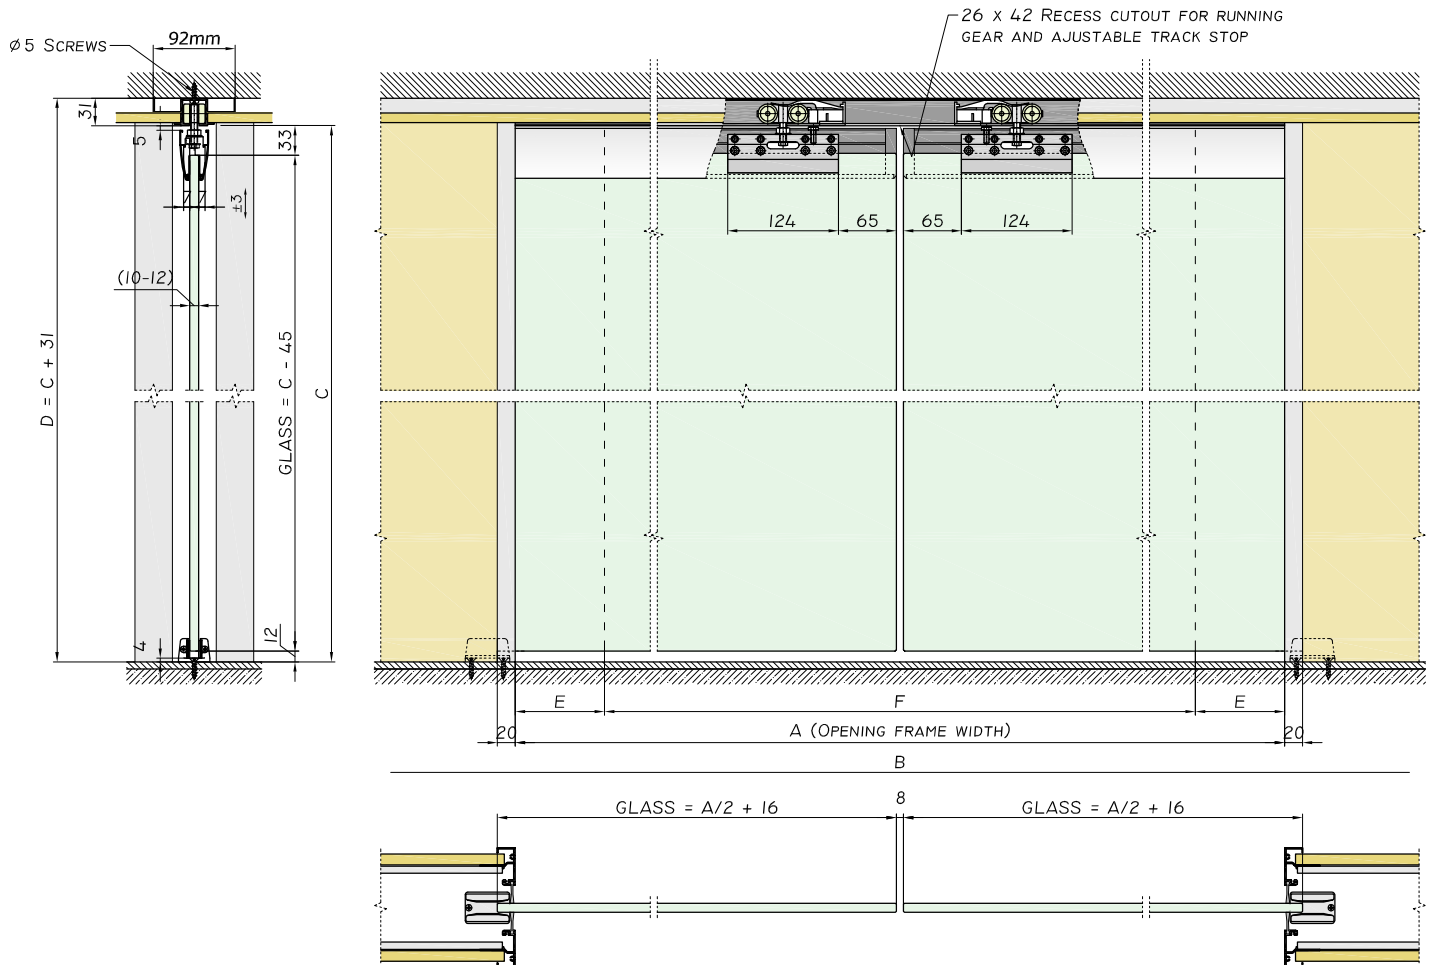 26 x 42 Recess cutout for running
gear and ajustable track stop
Ø5 Screws
92mm
31
5
33
±3
124
65
65
124
(10-12)
D = C + 31
GLASS = C - 45
C
4
12
E
F
E
20
A (Opening frame width)
20
B
GLASS = A/2 + 16
8
GLASS = A/2 + 16